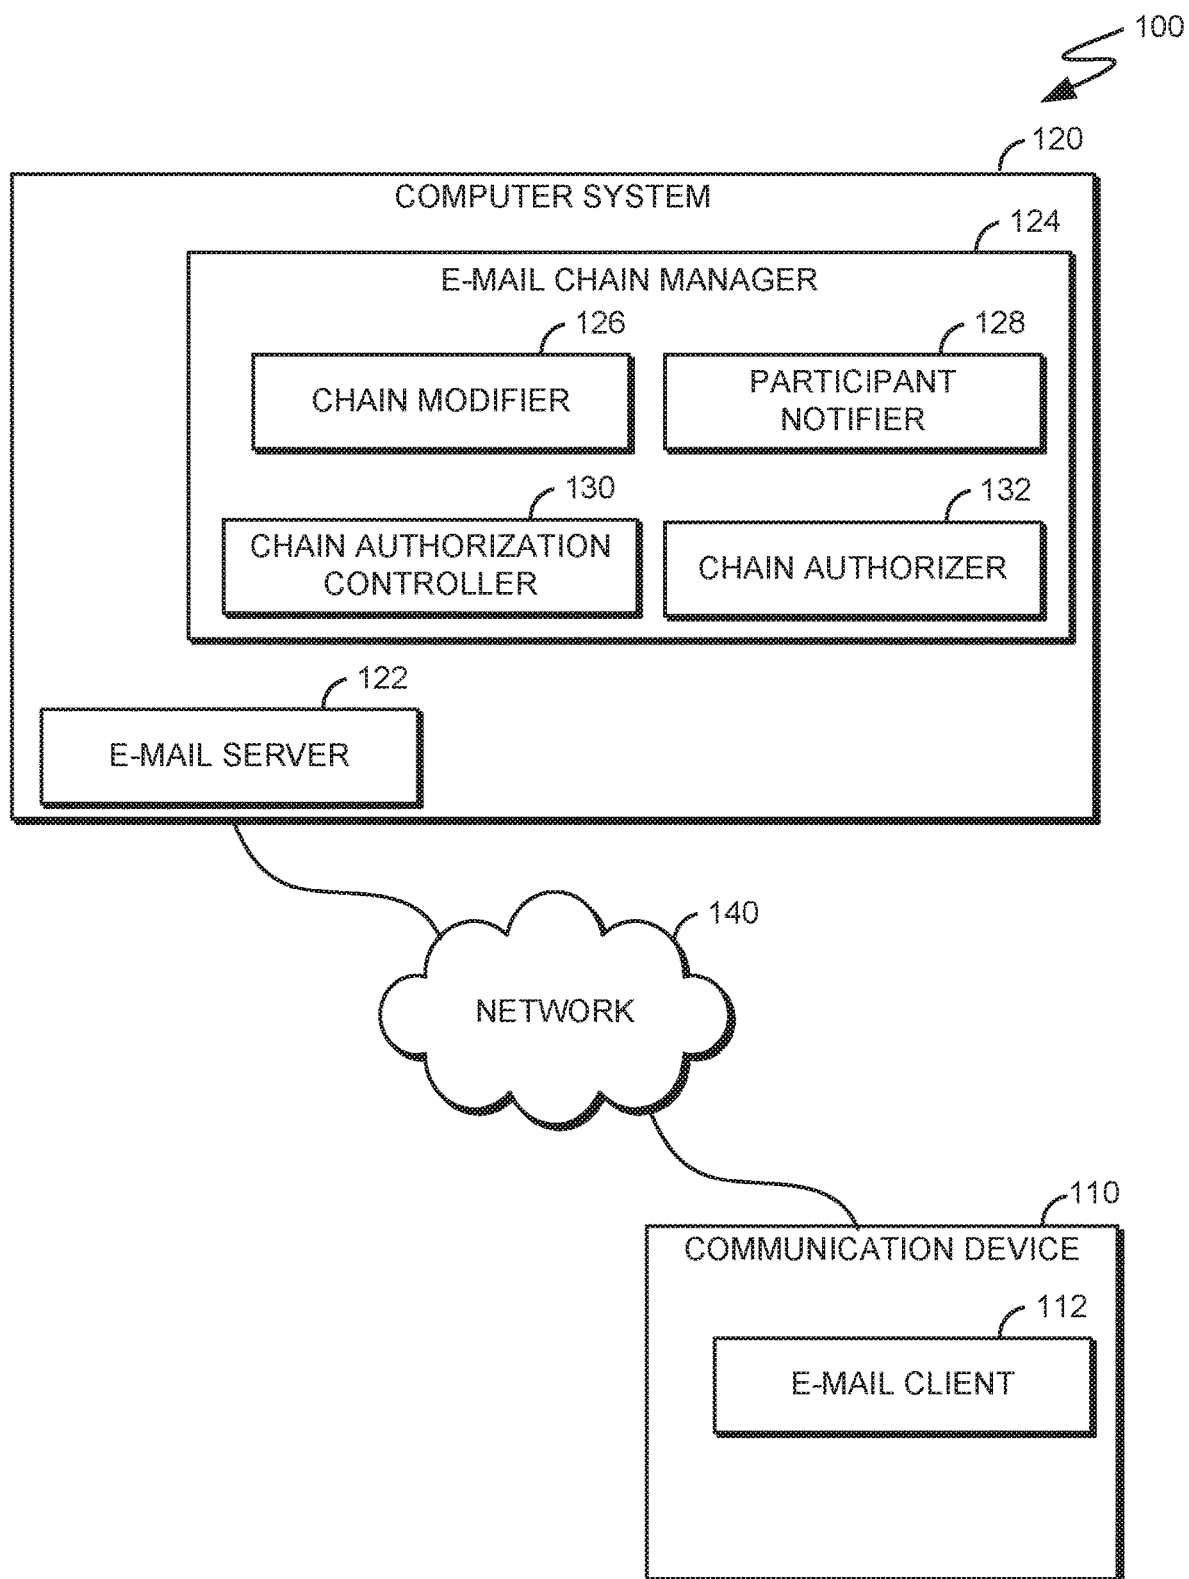 100
120
COMPUTER SYSTEM
124
E-MAIL CHAIN MANAGER
126
CHAIN MODIFIER
128
PARTICIPANT
NOTIFIER
130
CHAIN AUTHORIZATION
CONTROLLER
132
CHAIN AUTHORIZER
122
E-MAIL SERVER
140
NETWORK
110
COMMUNICATION DEVICE
112
E-MAIL CLIENT